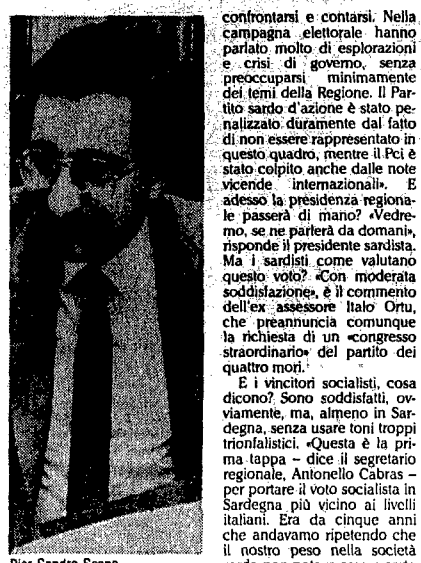 confrontarsi e contarsi. Nella
campagna elettorale hanno
parlato molto di esplorazioni
e crisi di governo, senza
preoccuparsi minimamente
dei temi della Regione. Il Par-
tito sardo d'azione è stato pe-
nalizzato duramente dal fatto
di non essere rappresentato in
questo quadro, mentre il Pci è
stato colpito anche dalle note
vicende internazionali». E
adesso la presidenza regiona-
le passerà di mano? «Vedre-
mo, se ne parlerà da domani»,
risponde il presidente sardista.
Ma i sardisti come valutano
questo voto? «Con moderata
soddisfazione», è il commento
dell'ex assessore Italo Ortu,
che preannuncia comunque
la richiesta di un «congresso
straordinario» del partito dei
quattro mori.
E i vincitori socialisti, cosa
dicono? Sono soddisfatti, ov-
viamente, ma, almeno in Sar-
degna, senza usare toni troppi
trionfalistici. «Questa è la pri-
ma tappa – dice il segretario
regionale, Antonello Cabras –
per portare il voto socialista in
Sardegna più vicino ai livelli
italiani. Era da cinque anni
che andavamo ripetendo che
il nostro peso nella società